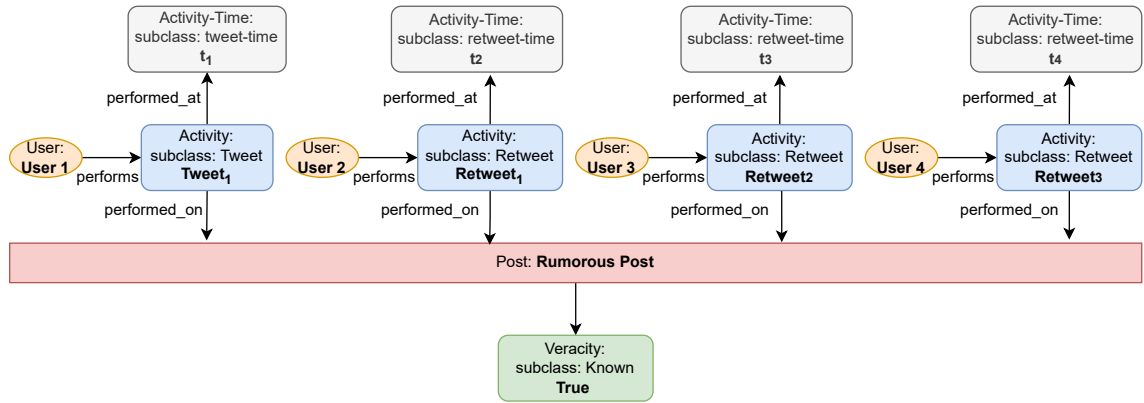 Activity-Time:
subclass: tweet-time
t1
Activity-Time:
subclass: retweet-time
t2
Activity-Time:
subclass: retweet-time
t3
Activity-Time:
subclass: retweet-time
t4
performed_at
performed_at
performed_at
performed_at
User:
User 1
performs
Activity:
subclass: Tweet
Tweet1
User:
User 2
performs
Activity:
subclass: Retweet
Retweet1
User:
User 3
performs
Activity:
subclass: Retweet
Retweet2
User:
User 4
performs
Activity:
subclass: Retweet
Retweet3
performed_on
performed_on
performed_on
performed_on
Post: Rumorous Post
Veracity:
subclass: Known
True